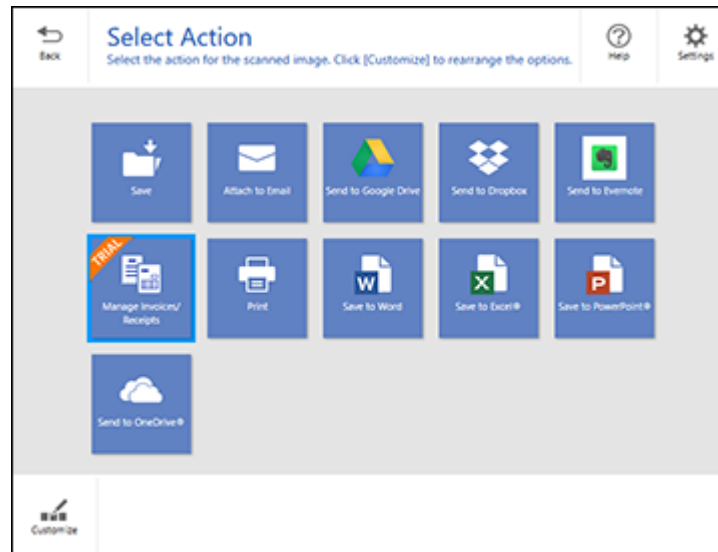 Back
Select Action
Select the action for the scanned image. Click [Customize] to rearrange the options.
Help
Settings
Save
Attach to Email
Send to Google Drive
Send to Dropbox
Send to Evernote
TRIAL
Manage Invoices/
Receipts
Print
W
Save to Word
X
Save to Excel®
P
Save to PowerPoint®
Send to OneDrive®
Customize